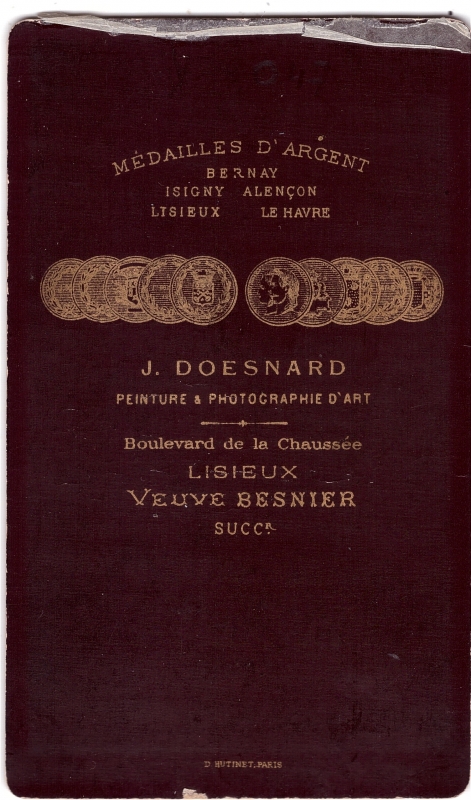 MÉDAILLES D'ARGENT
BERNAY
ISIGNY ALENÇON
LISIEUX LE HAVRE
J. DOESNARD
PEINTURE & PHOTOGRAPHIE D'ART
Boulevard de la Chaussée
LISIEUX
VEUVE BESNIER
SUCCR.
D. HUTINET, PARIS